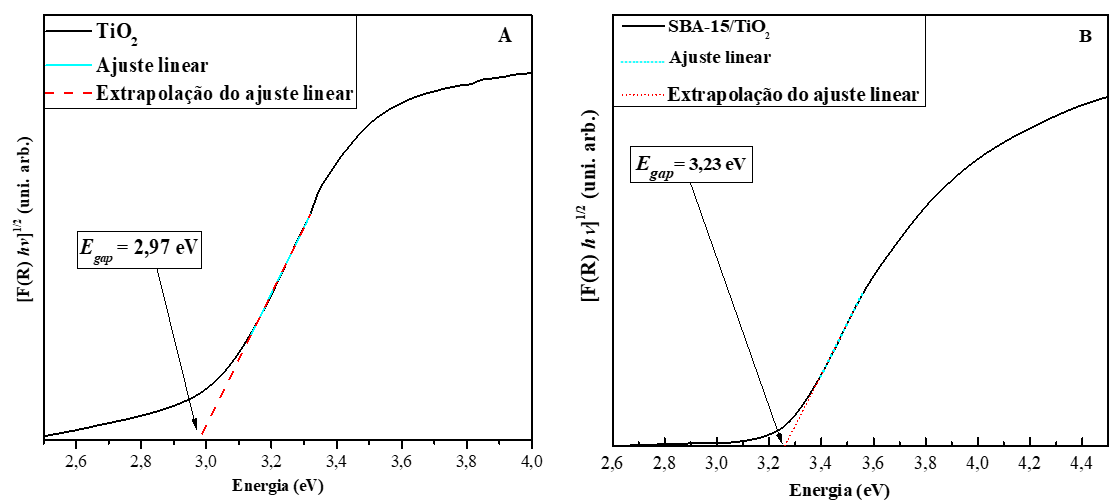 TiO2
Ajuste linear
Extrapolação do ajuste linear
A
[F(R) hν]1/2 (uni. arb.)
Egap = 2,97 eV
2,6 2,8 3,0 3,2 3,4 3,6 3,8 4,0
Energia (eV)
SBA-15/TiO2
Ajuste linear
Extrapolação do ajuste linear
B
[F(R) hν]1/2 (uni. arb.)
Egap = 3,23 eV
2,6 2,8 3,0 3,2 3,4 3,6 3,8 4,0 4,2 4,4
Energia (eV)